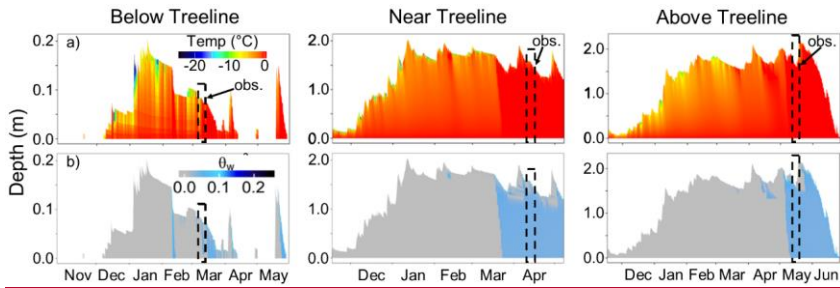 Below Treeline Near Treeline Above Treeline
a) Temp (°C)
-20 -10 0
obs. obs. obs.
0.2 0.1 0.0
2.0 1.0 0.0
2.0 1.0 0.0
Depth (m)
b) θ̂w
0.0 0.1 0.2
0.2 0.1 0.0
2.0 1.0 0.0
2.0 1.0 0.0
Nov Dec Jan Feb Mar Apr May
Dec Jan Feb Mar Apr
Dec Jan Feb Mar Apr May Jun